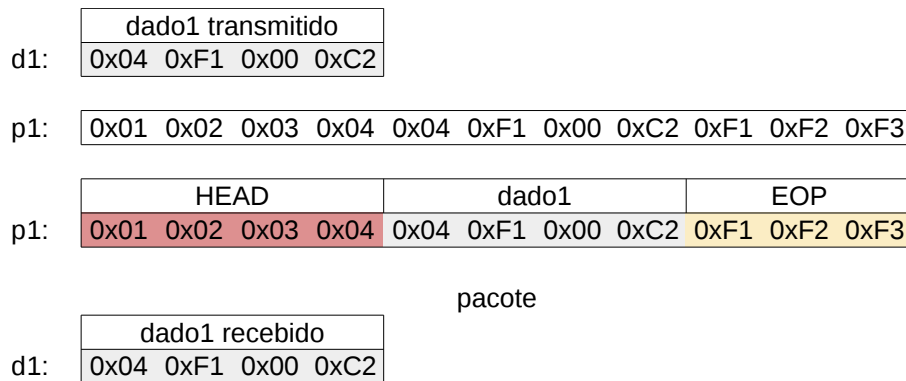 dado1 transmitido
d1: 0x04 0xF1 0x00 0xC2
p1: 0x01 0x02 0x03 0x04 0x04 0xF1 0x00 0xC2 0xF1 0xF2 0xF3
HEAD dado1 EOP
p1: 0x01 0x02 0x03 0x04 0x04 0xF1 0x00 0xC2 0xF1 0xF2 0xF3
pacote
dado1 recebido
d1: 0x04 0xF1 0x00 0xC2